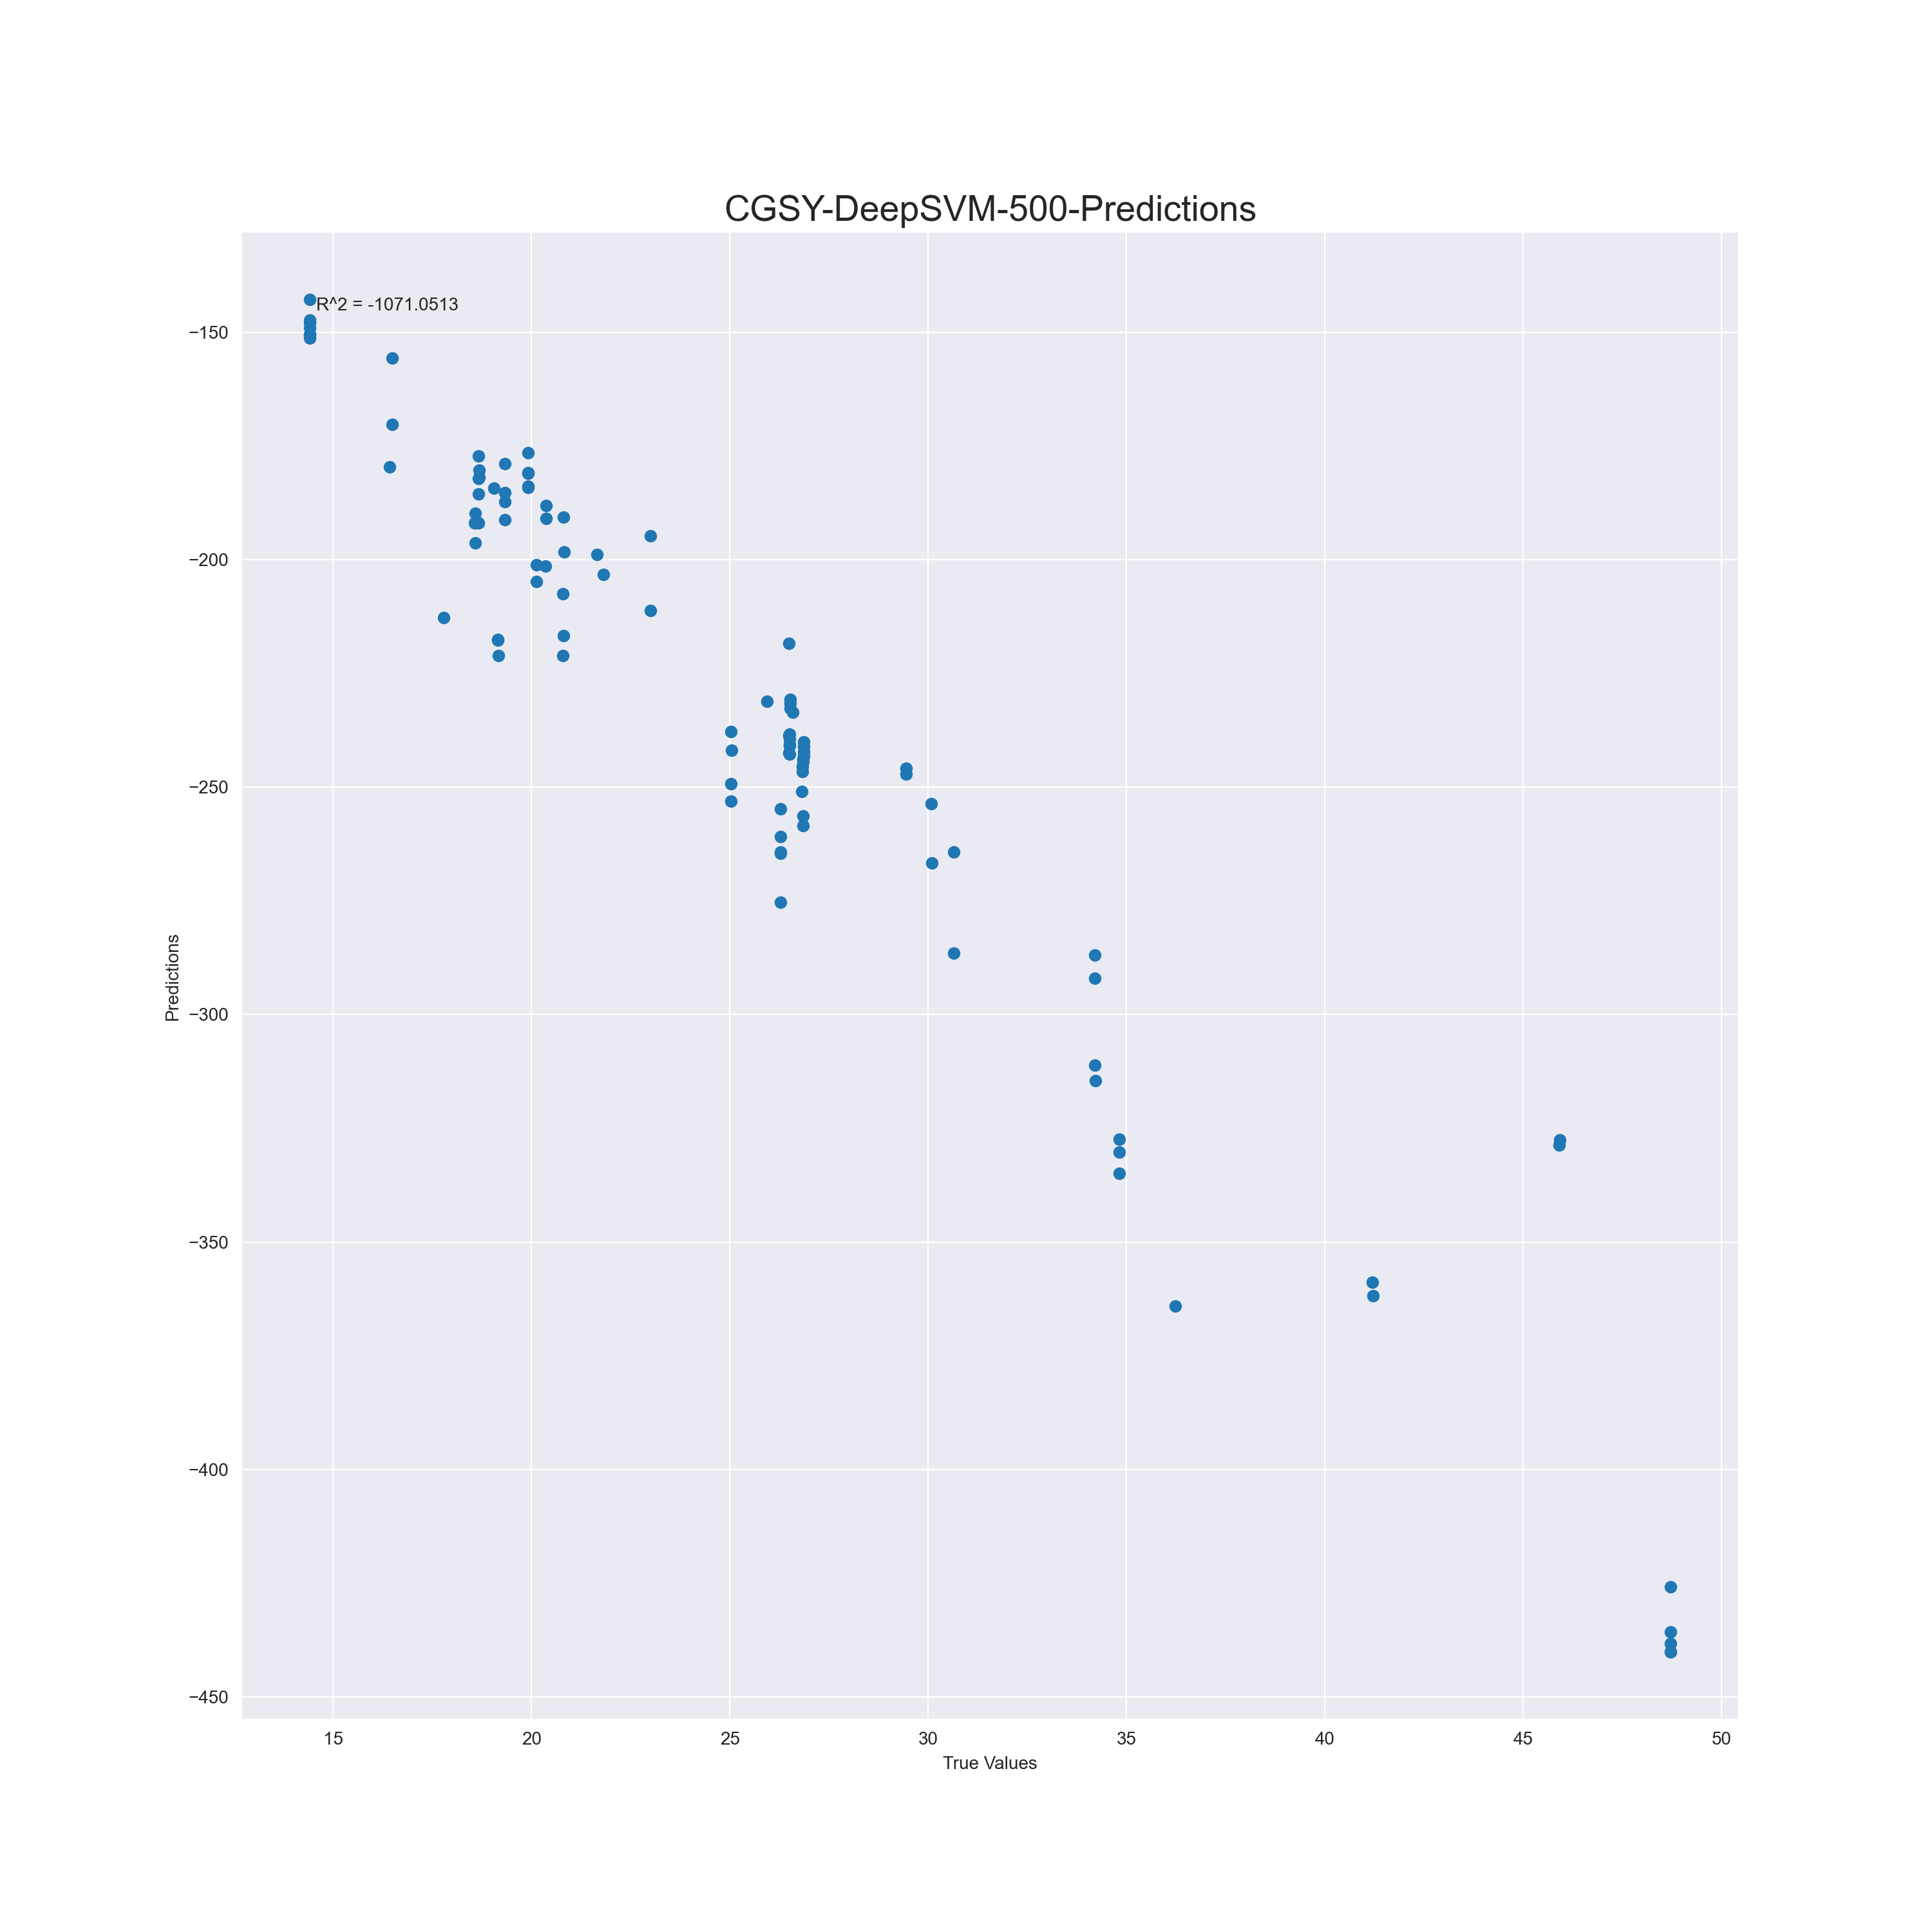 CGSY-DeepSVM-500-Predictions
R^2 = -1071.0513
−150
−200
−250
−300
−350
−400
−450
Predictions
15 20 25 30 35 40 45 50
True Values